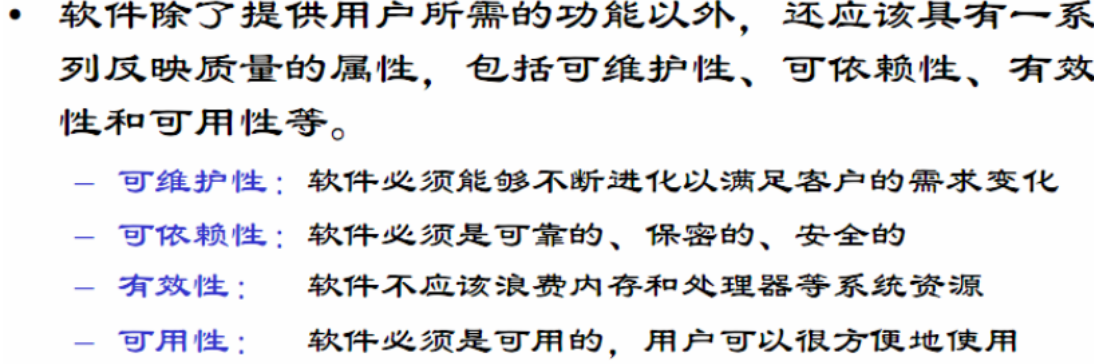 • 软件除了提供用户所需的功能以外，还应该具有一系
列反映质量的属性，包括可维护性、可依赖性、有效
性和可用性等。
– 可维护性：软件必须能够不断进化以满足客户的需求变化
– 可依赖性：软件必须是可靠的、保密的、安全的
– 有效性： 软件不应该浪费内存和处理器等系统资源
– 可用性： 软件必须是可用的，用户可以很方便地使用